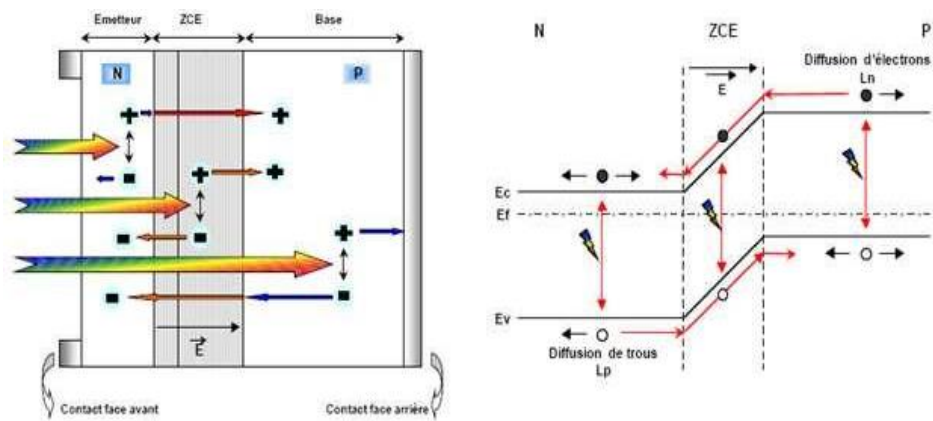 Emetteur
ZCE
Base
N
P
E
Contact face avant
Contact face arrière
N
ZCE
P
E
Diffusion d'électrons
Ln
Ec
Ef
Ev
Diffusion de trous
Lp